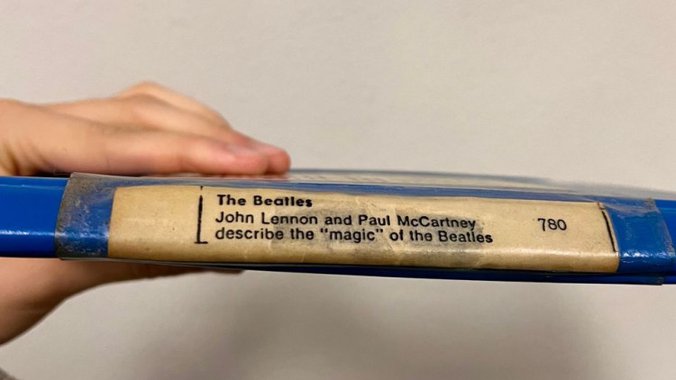 The Beatles
John Lennon and Paul McCartney
describe the "magic" of the Beatles
780